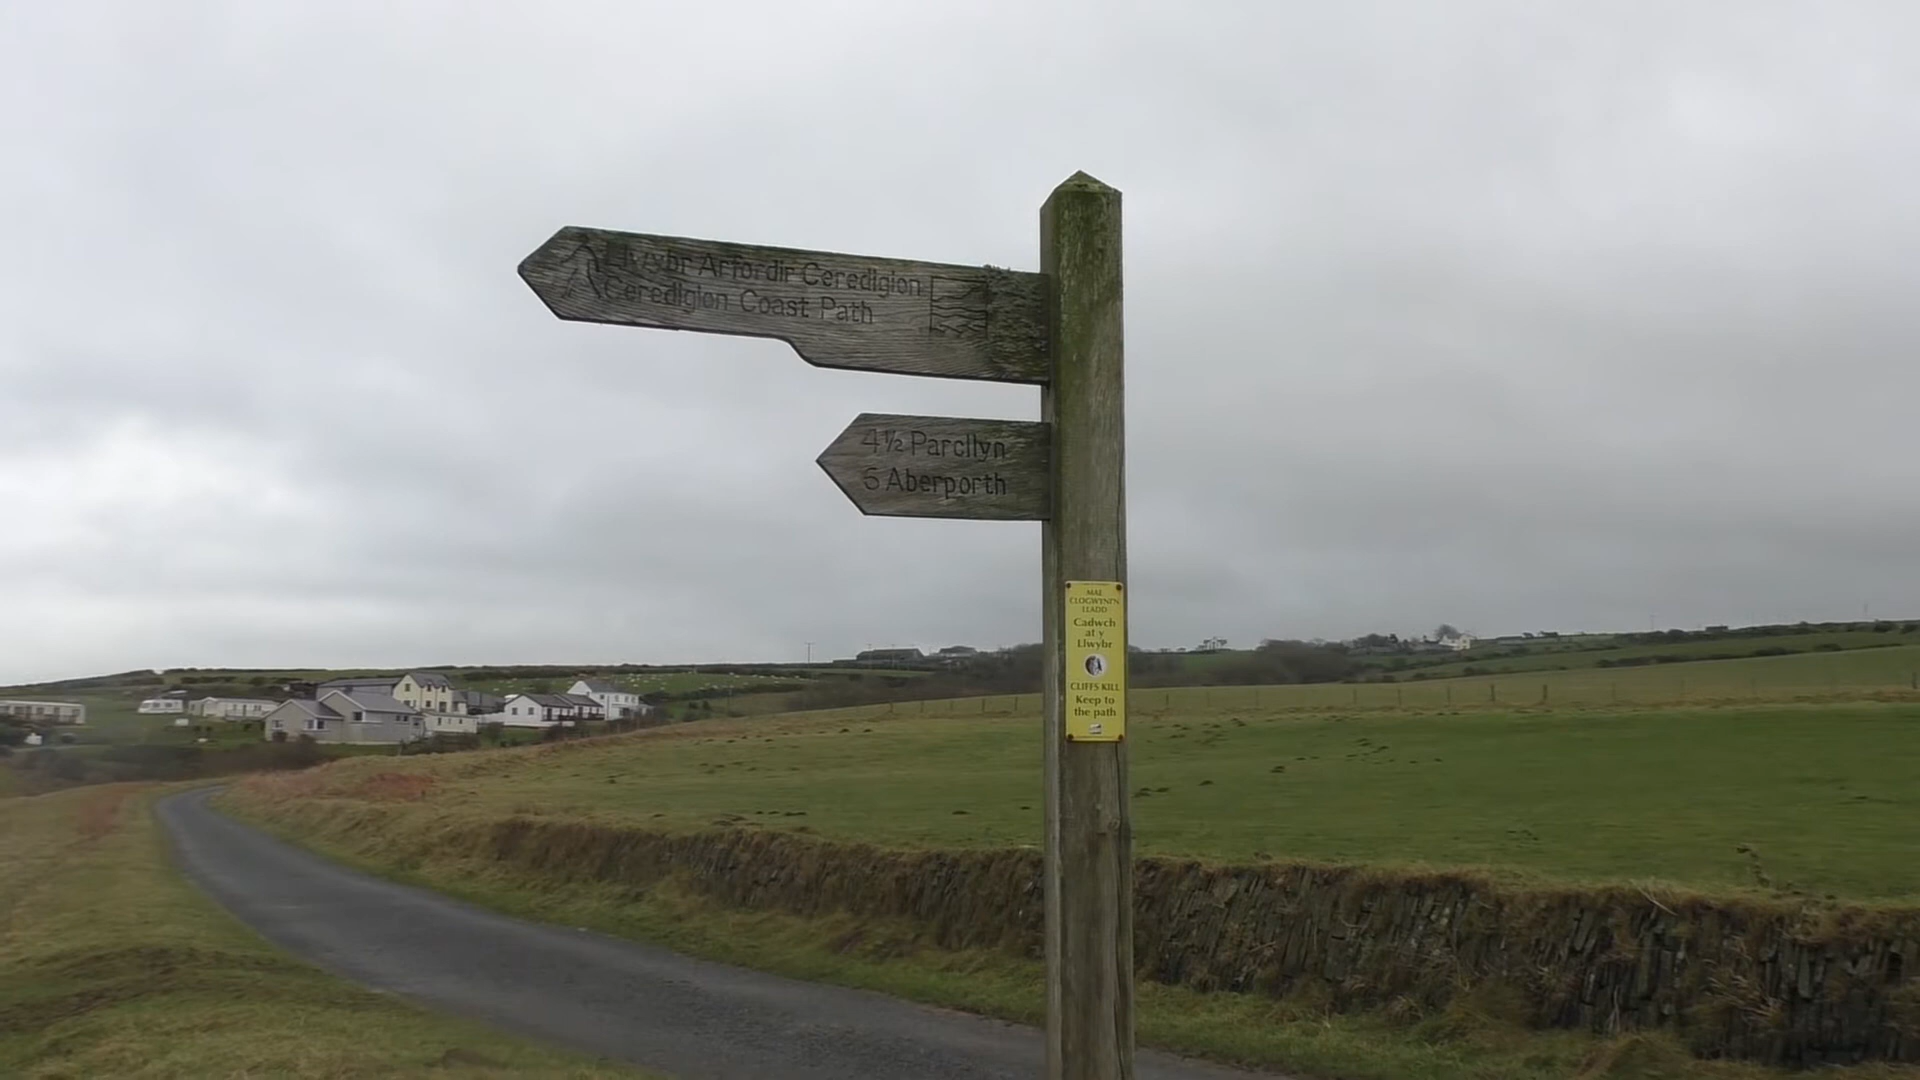 Llwybr Arfordir Ceredigion
Ceredigion Coast Path
4½ Parcllyn
6 Aberporth
MAE
CLOGWYNI'N
LLADD
Cadwch
at y
Llwybr
CLIFFS KILL
Keep to
the path